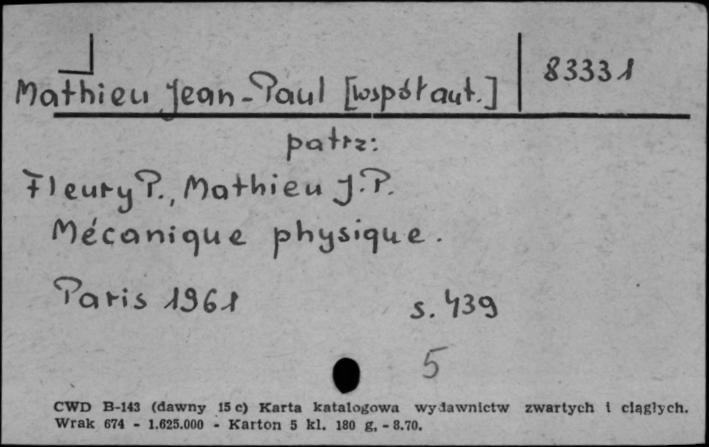 Mathieu Jean-Paul [współaut.] 83331
patrz:
Fleury P., Mathieu J.P.
Mécanique physique.
Paris 1961 s. 439
5
CWD B-143 (dawny 15 c) Karta katalogowa wydawnictw zwartych i ciągłych.
Wrak 674 - 1.625.000 - Karton 5 kl. 180 g. - 8.70.